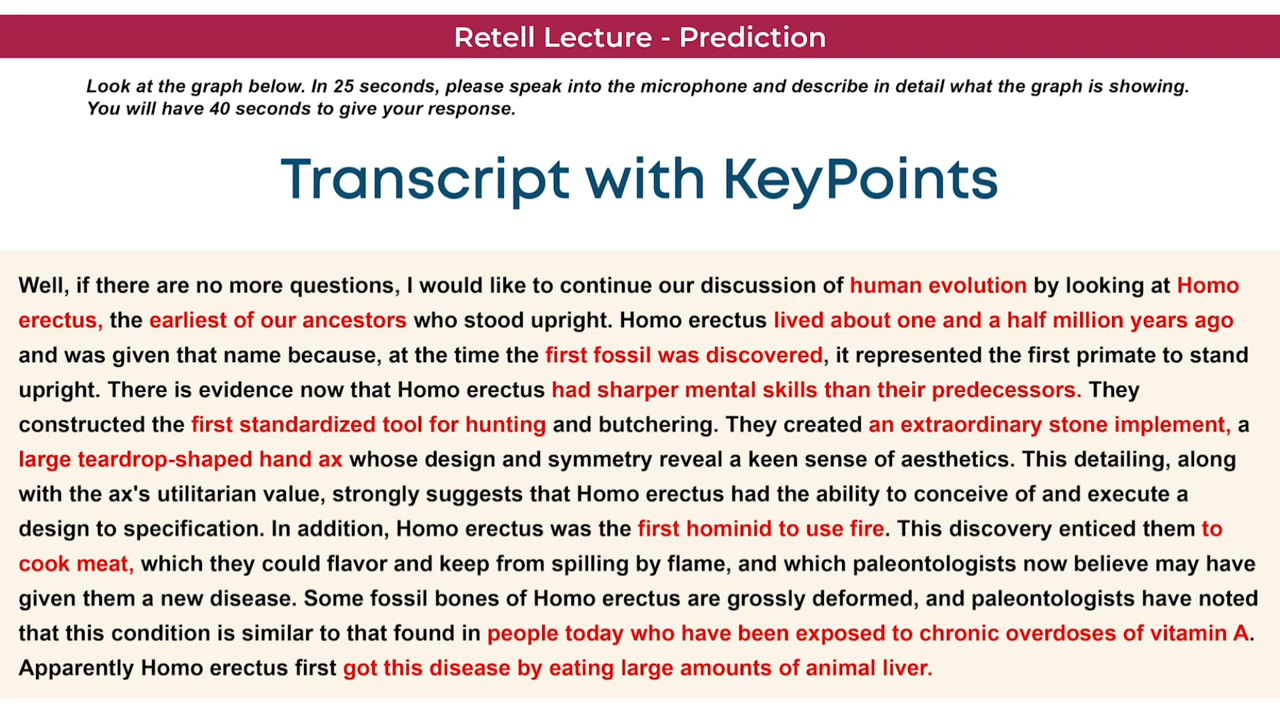 Retell Lecture - Prediction
Look at the graph below. In 25 seconds, please speak into the microphone and describe in detail what the graph is showing.
You will have 40 seconds to give your response.
Transcript with KeyPoints
Well, if there are no more questions, I would like to continue our discussion of human evolution by looking at Homo
erectus, the earliest of our ancestors who stood upright. Homo erectus lived about one and a half million years ago
and was given that name because, at the time the first fossil was discovered, it represented the first primate to stand
upright. There is evidence now that Homo erectus had sharper mental skills than their predecessors. They
constructed the first standardized tool for hunting and butchering. They created an extraordinary stone implement, a
large teardrop-shaped hand ax whose design and symmetry reveal a keen sense of aesthetics. This detailing, along
with the ax's utilitarian value, strongly suggests that Homo erectus had the ability to conceive of and execute a
design to specification. In addition, Homo erectus was the first hominid to use fire. This discovery enticed them to
cook meat, which they could flavor and keep from spilling by flame, and which paleontologists now believe may have
given them a new disease. Some fossil bones of Homo erectus are grossly deformed, and paleontologists have noted
that this condition is similar to that found in people today who have been exposed to chronic overdoses of vitamin A.
Apparently Homo erectus first got this disease by eating large amounts of animal liver.